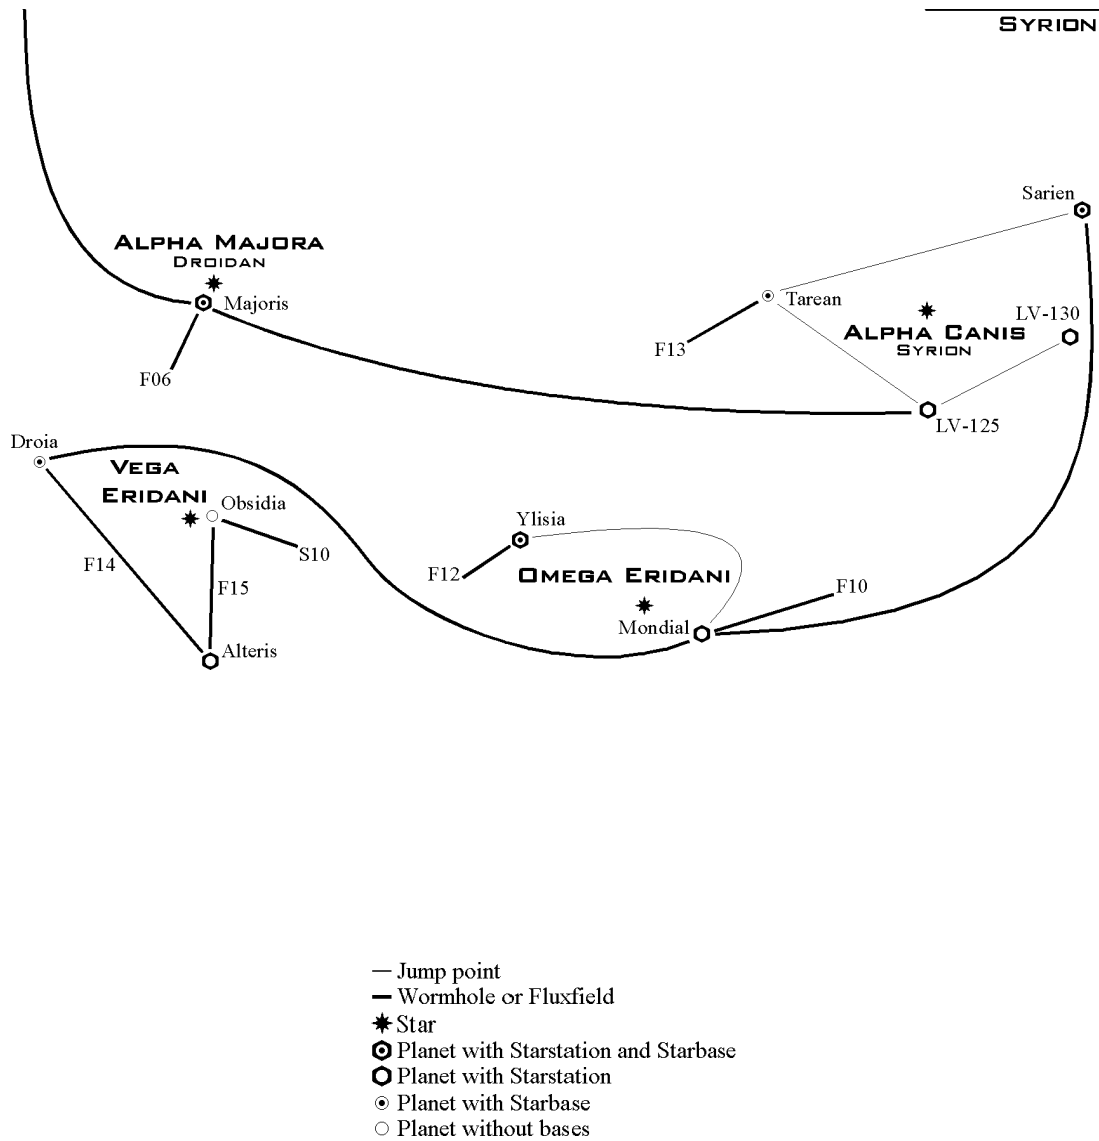 SYRION
Sarien
ALPHA MAJORA
DROIDAN
Majoris
Tarean
LV-130
ALPHA CANIS
SYRION
F13
F06
LV-125
Droia
VEGA
ERIDANI
Obsidia
Ylisia
S10
F14
F12
OMEGA ERIDANI
F15
F10
Mondial
Alteris
Jump point
Wormhole or Fluxfield
Star
Planet with Starstation and Starbase
Planet with Starstation
Planet with Starbase
Planet without bases